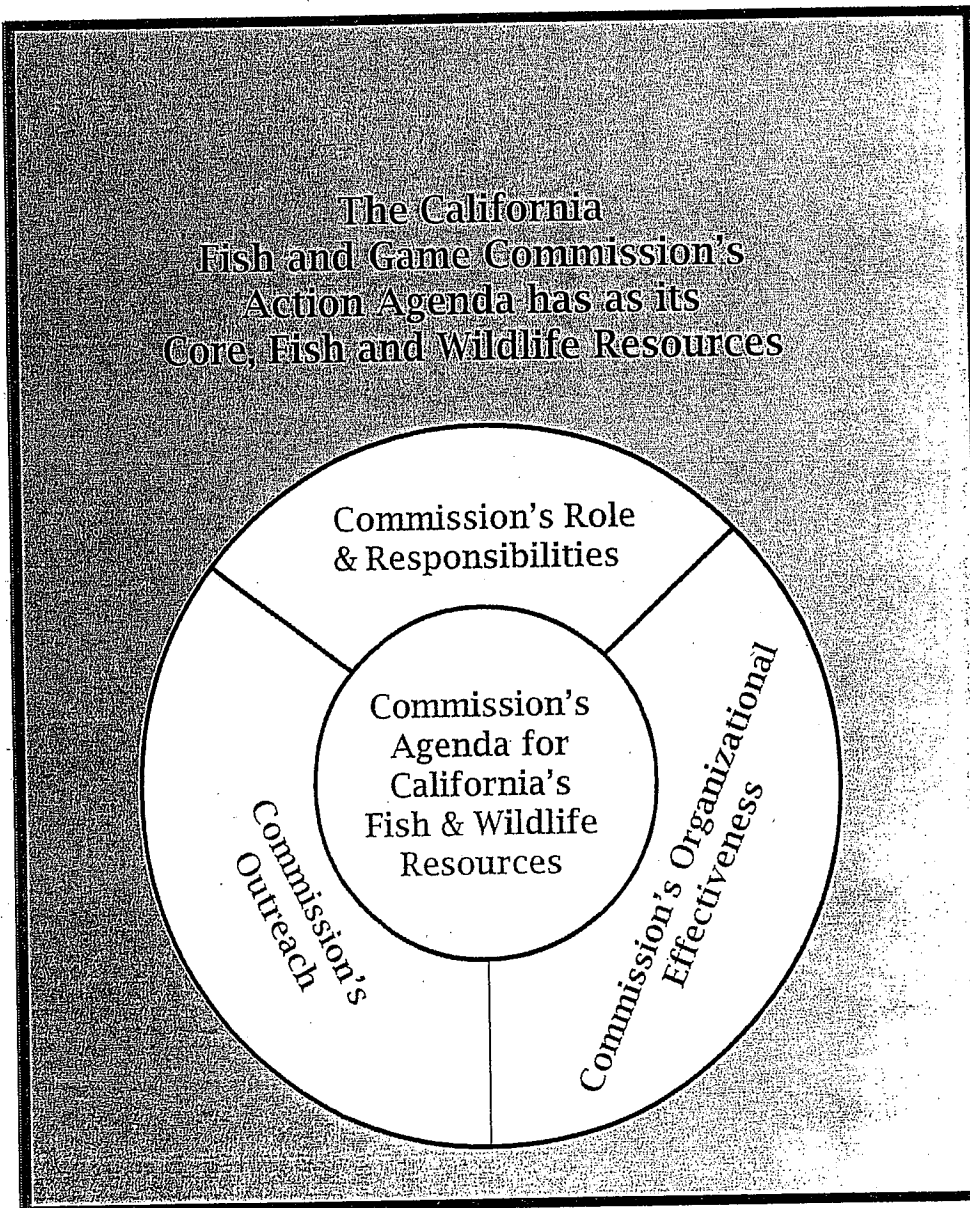 The California
Fish and Game Commission's
Action Agenda has as its
Core, Fish and Wildlife Resources
Commission's Role
& Responsibilities
Commission's
Agenda for
California's
Fish & Wildlife
Resources
Commission's
Outreach
Commission's Organizational
Effectiveness